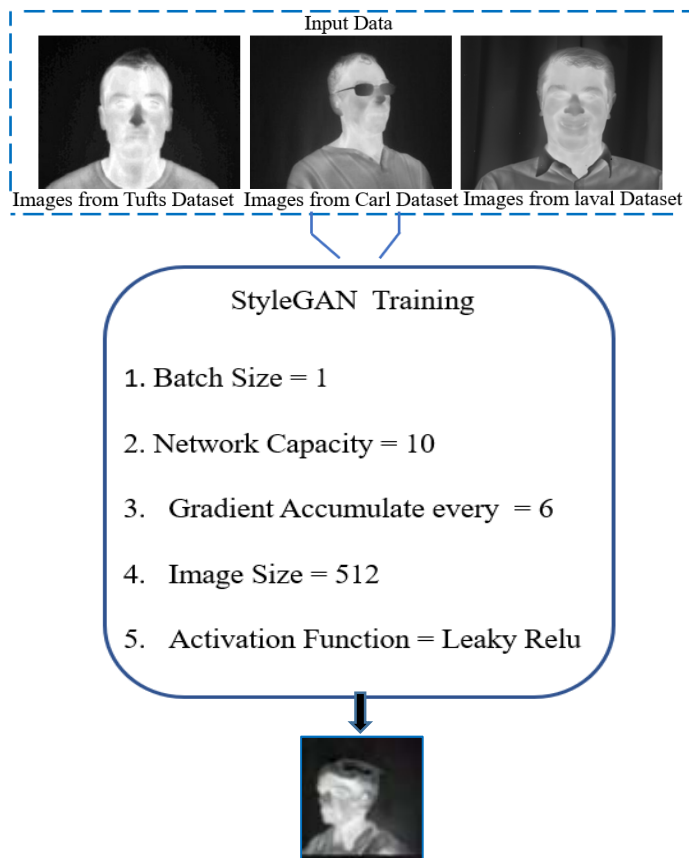 Input Data
Images from Tufts Dataset Images from Carl Dataset Images from laval Dataset
StyleGAN Training
1. Batch Size = 1
2. Network Capacity = 10
3. Gradient Accumulate every = 6
4. Image Size = 512
5. Activation Function = Leaky Relu